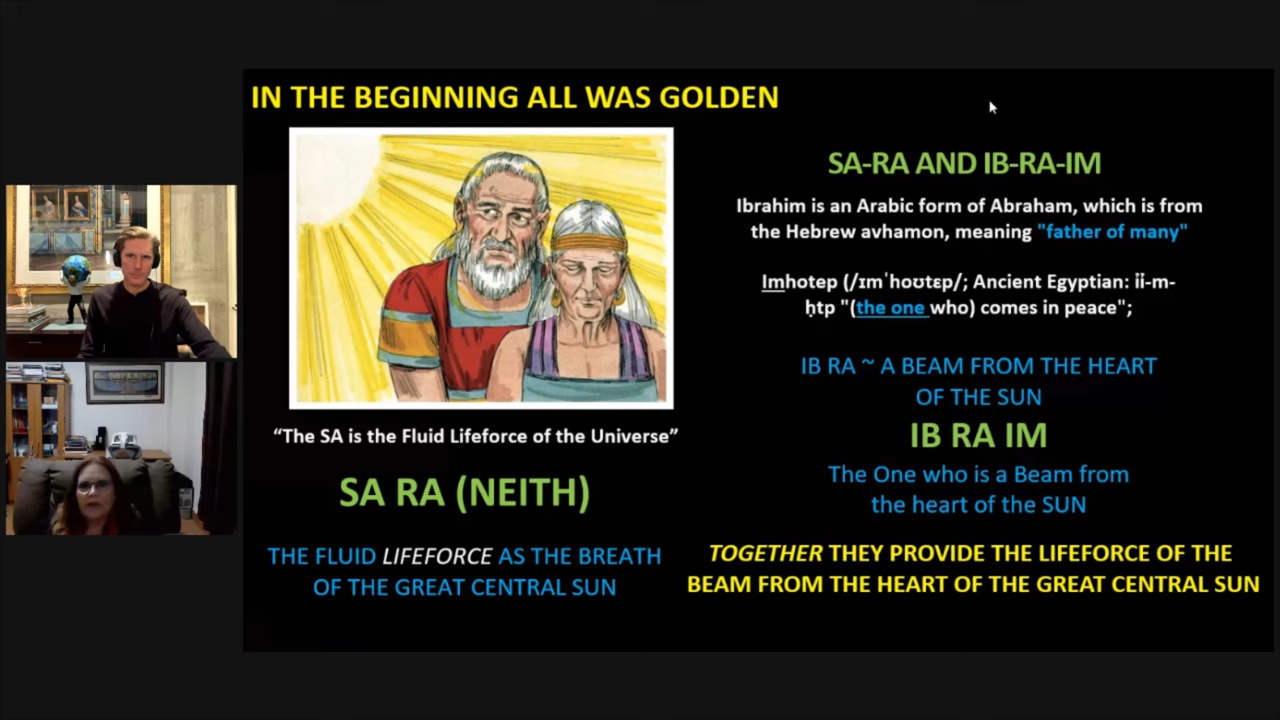 IN THE BEGINNING ALL WAS GOLDEN
"The SA is the Fluid Lifeforce of the Universe"
SA RA (NEITH)
THE FLUID LIFEFORCE AS THE BREATH
OF THE GREAT CENTRAL SUN
SA-RA AND IB-RA-IM
Ibrahim is an Arabic form of Abraham, which is from
the Hebrew avhamon, meaning "father of many"
Imhotep (/ɪmˈhoʊtɛp/; Ancient Egyptian: ỉỉ-m-
ḥtp "(the one who) comes in peace";
IB RA ~ A BEAM FROM THE HEART
OF THE SUN
IB RA IM
The One who is a Beam from
the heart of the SUN
TOGETHER THEY PROVIDE THE LIFEFORCE OF THE
BEAM FROM THE HEART OF THE GREAT CENTRAL SUN